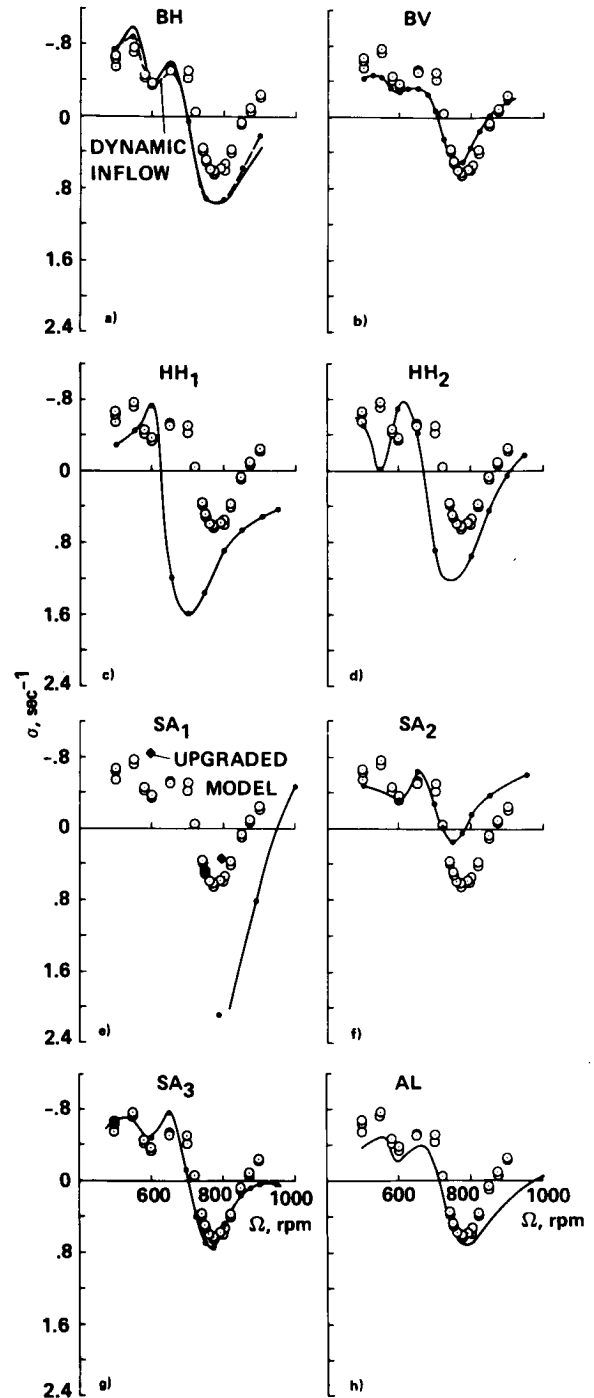 BH
BV
-.8
0
.8
1.6
2.4
DYNAMIC
INFLOW
a)
b)
HH1
HH2
-.8
0
.8
1.6
2.4
c)
d)
σ, sec⁻¹
SA1
SA2
-.8
0
.8
1.6
2.4
UPGRADED
MODEL
e)
f)
SA3
AL
-.8
0
.8
1.6
2.4
600 800 1000
Ω, rpm
600 800 1000
Ω, rpm
g)
h)